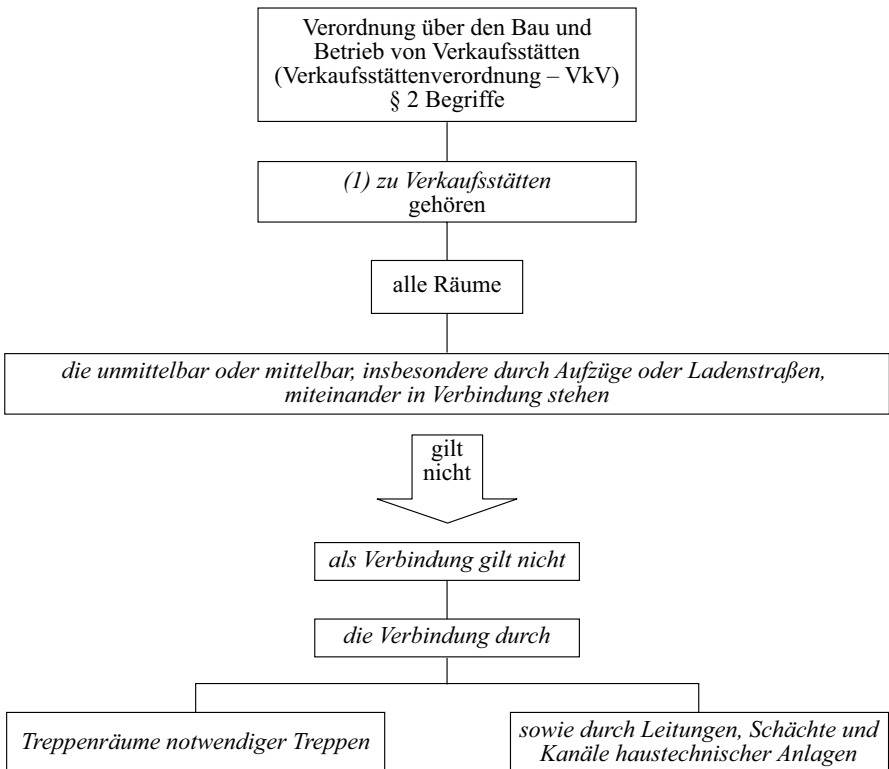 Verordnung über den Bau und
Betrieb von Verkaufsstätten
(Verkaufsstättenverordnung – VkV)
§ 2 Begriffe
(1) zu Verkaufsstätten
gehören
alle Räume
die unmittelbar oder mittelbar, insbesondere durch Aufzüge oder Ladenstraßen,
miteinander in Verbindung stehen
gilt
nicht
als Verbindung gilt nicht
die Verbindung durch
Treppenräume notwendiger Treppen
sowie durch Leitungen, Schächte und
Kanäle haustechnischer Anlagen